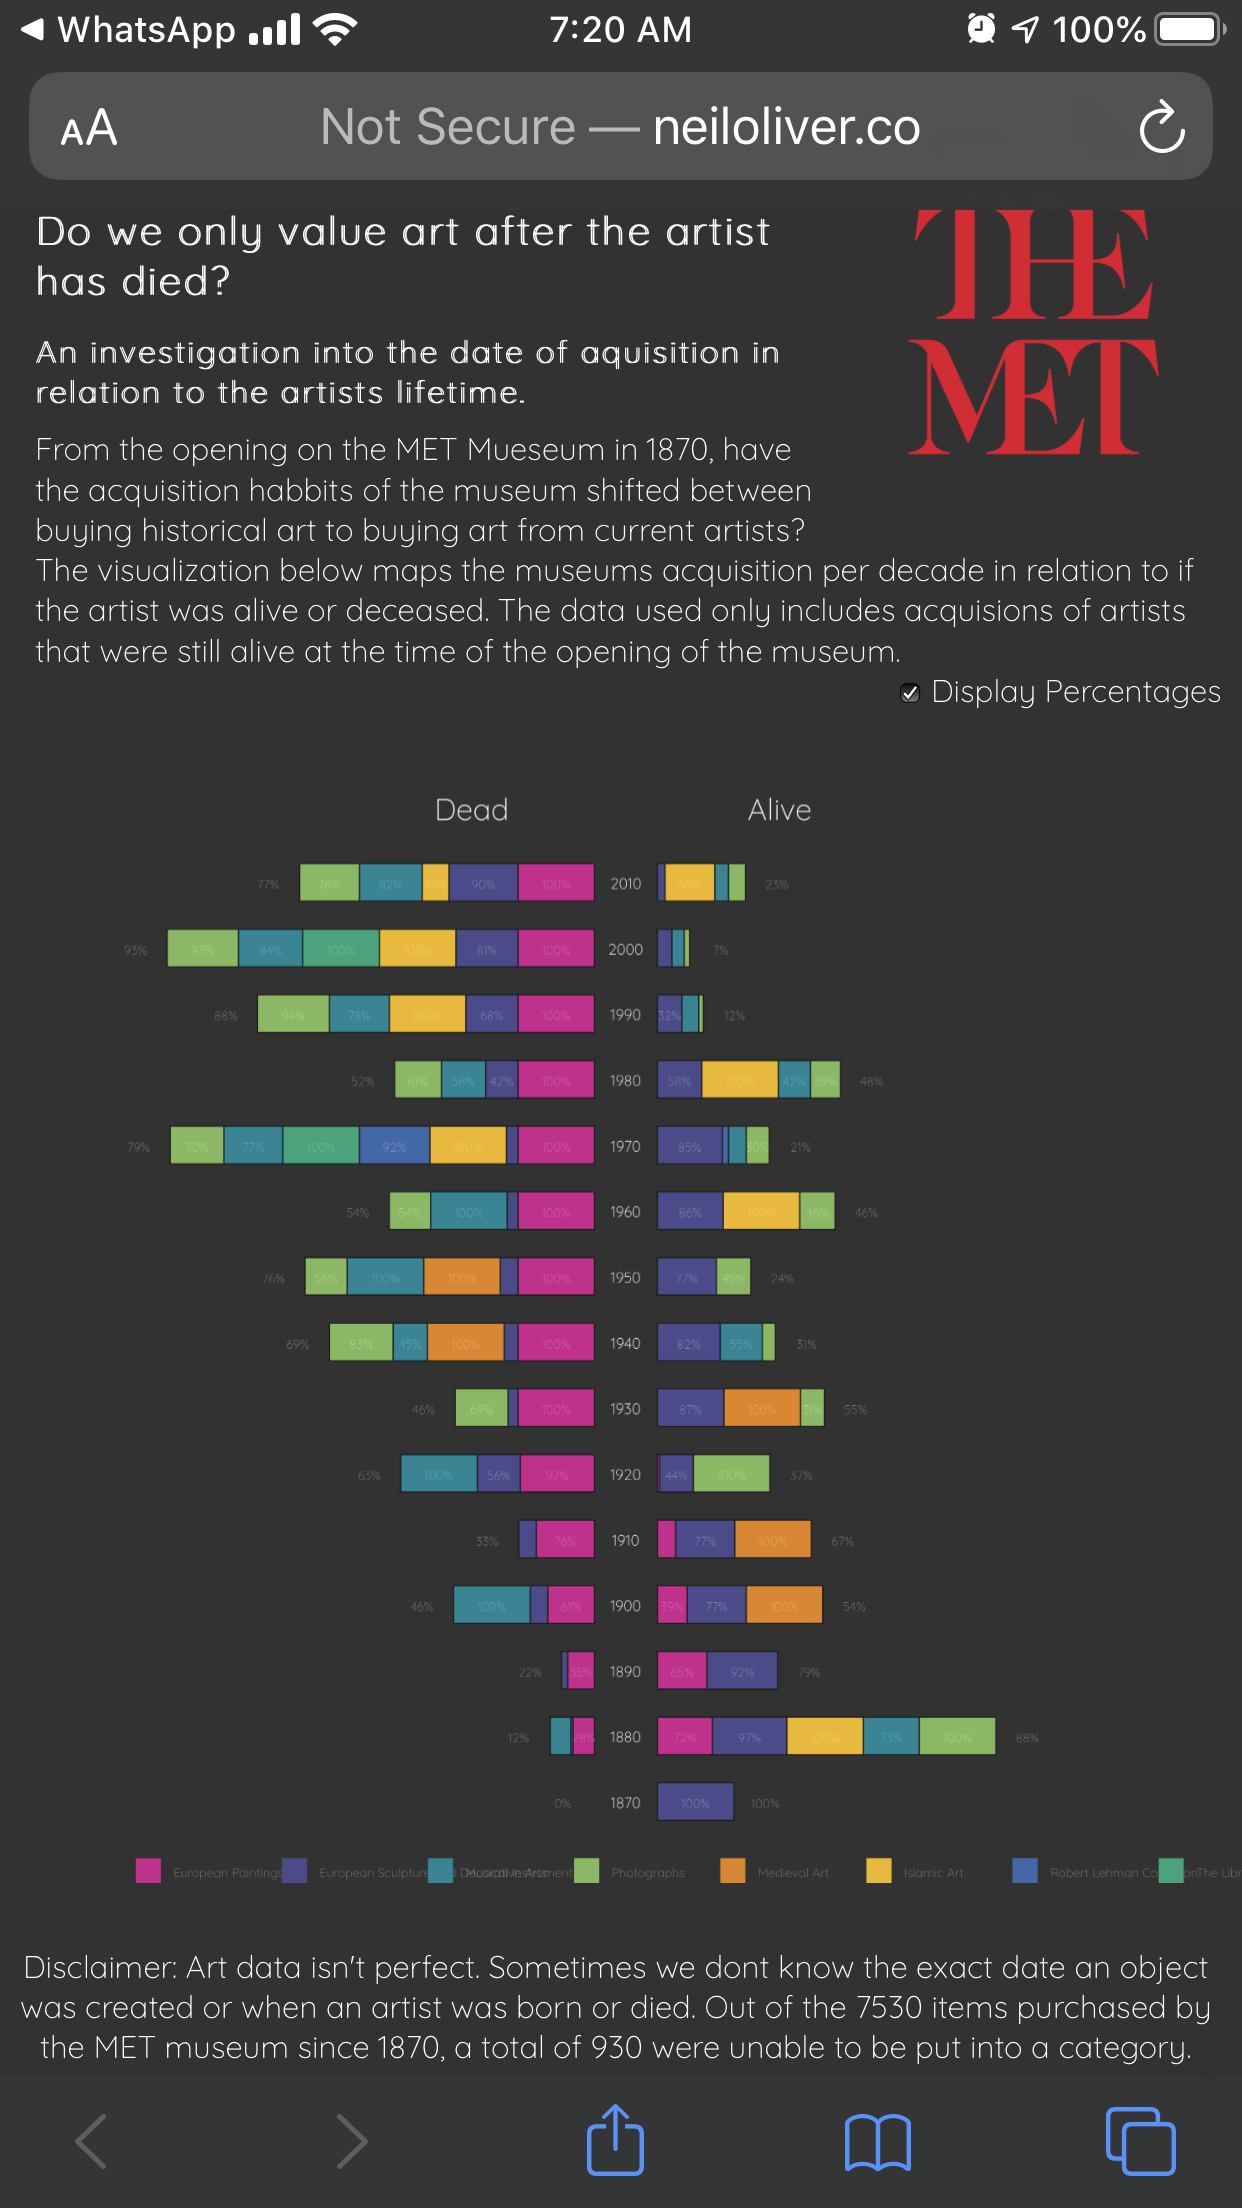 WhatsApp
7:20 AM
100%
AA
Not Secure — neiloliver.co
Do we only value art after the artist
has died?
THE
MET
An investigation into the date of aquisition in
relation to the artists lifetime.
From the opening on the MET Mueseum in 1870, have
the acquisition habbits of the museum shifted between
buying historical art to buying art from current artists?
The visualization below maps the museums acquisition per decade in relation to if
the artist was alive or deceased. The data used only includes acquisions of artists
that were still alive at the time of the opening of the museum.
Display Percentages
Dead Alive
77% 78% 82% 35% 90% 100% 2010 65% 23%
93% 93% 84% 100% 100% 81% 100% 2000 7%
88% 94% 78% 100% 68% 100% 1990 32% 12%
52% 61% 58% 42% 100% 1980 58% 100% 42% 39% 48%
79% 70% 77% 100% 92% 100% 100% 1970 85% 30% 21%
54% 54% 100% 100% 1960 86% 100% 46% 46%
76% 55% 100% 100% 100% 1950 77% 45% 24%
69% 83% 45% 100% 100% 1940 82% 55% 31%
46% 69% 100% 1930 87% 100% 31% 55%
63% 100% 56% 97% 1920 44% 100% 37%
33% 76% 1910 77% 100% 67%
46% 100% 61% 1900 39% 77% 100% 54%
22% 35% 1890 65% 92% 79%
12% 28% 1880 72% 97% 100% 73% 100% 88%
0% 1870 100% 100%
European Paintings European Sculpture Photographs Medieval Art Islamic Art Robert Lehman The
Disclaimer: Art data isn't perfect. Sometimes we dont know the exact date an object
was created or when an artist was born or died. Out of the 7530 items purchased by
the MET museum since 1870, a total of 930 were unable to be put into a category.